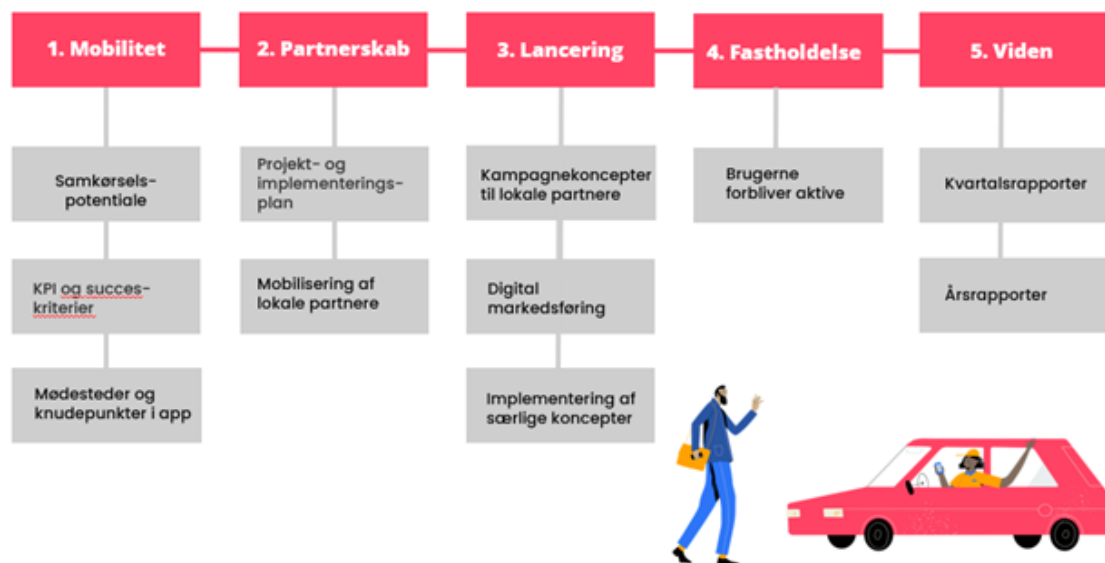 1. Mobilitet
2. Partnerskab
3. Lancering
4. Fastholdelse
5. Viden
Samkørsels-
potentiale
KPI og succes-
kriterier
Mødesteder og
knudepunkter i app
Projekt- og
implementerings-
plan
Mobilisering af
lokale partnere
Kampagnekoncepter
til lokale partnere
Digital
markedsføring
Implementering af
særlige koncepter
Brugerne
forbliver aktive
Kvartalsrapporter
Årsrapporter